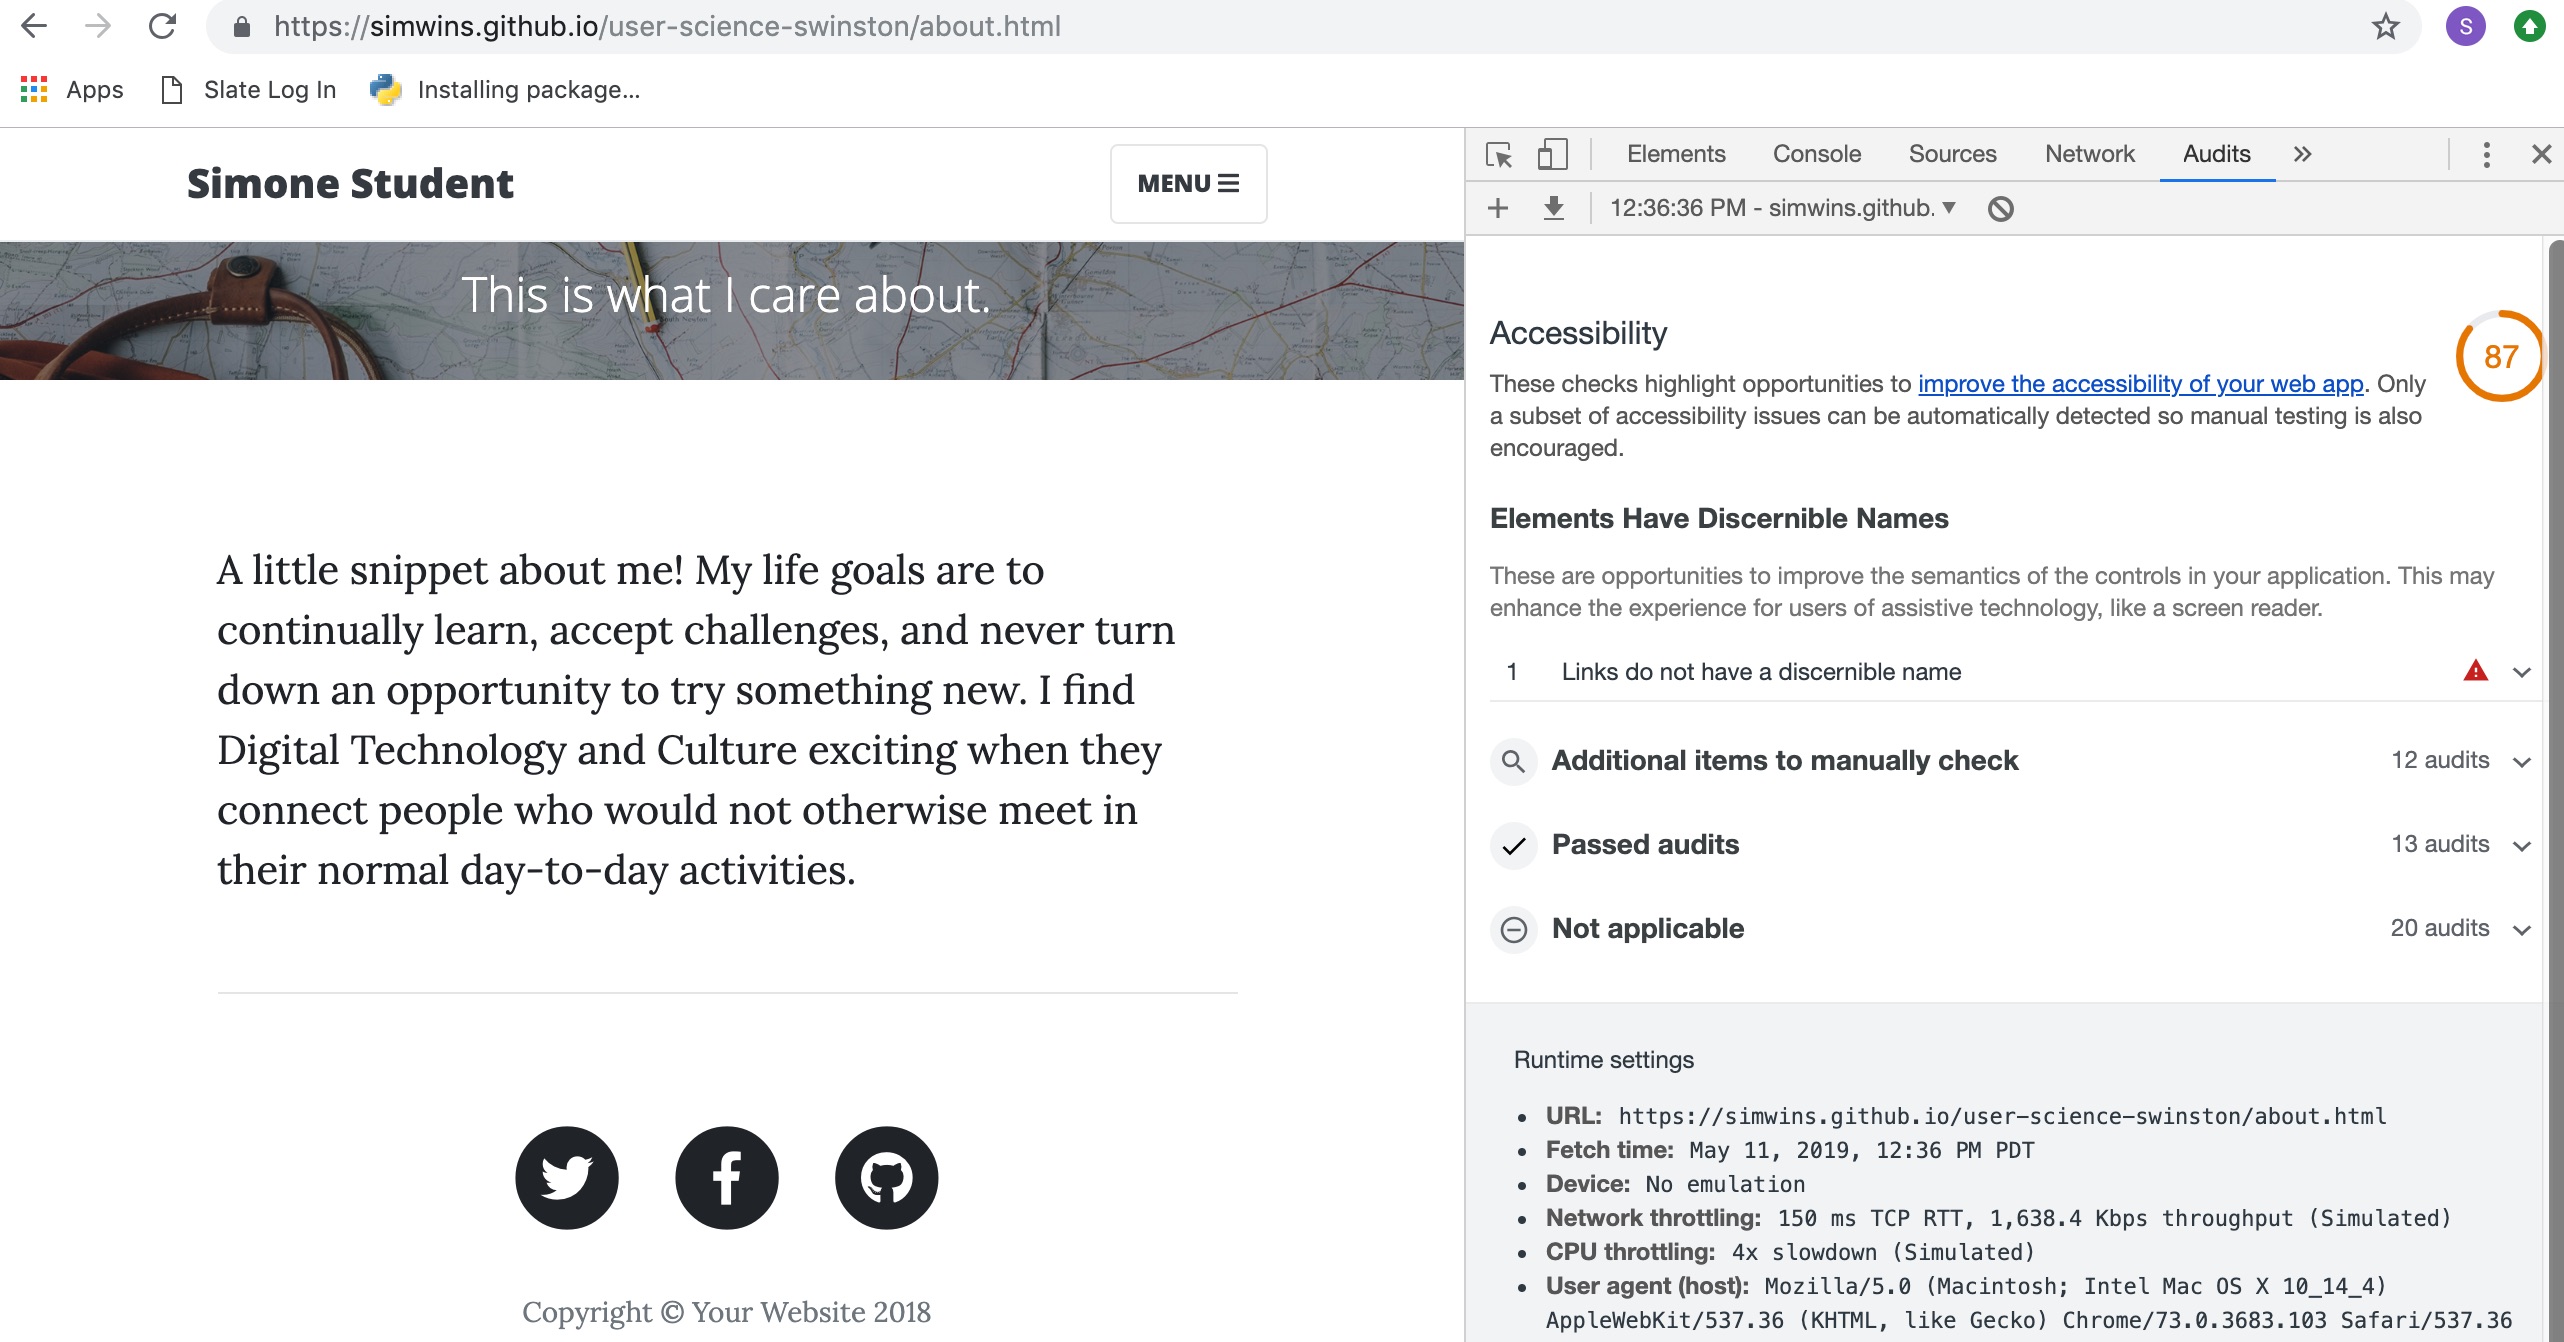 https://simwins.github.io/user-science-swinston/about.html
S
Apps
Slate Log In
Installing package...
Simone Student
MENU
This is what I care about.
A little snippet about me! My life goals are to
continually learn, accept challenges, and never turn
down an opportunity to try something new. I find
Digital Technology and Culture exciting when they
connect people who would not otherwise meet in
their normal day-to-day activities.
Copyright © Your Website 2018
Elements
Console
Sources
Network
Audits
12:36:36 PM - simwins.github.
Accessibility
87
These checks highlight opportunities to improve the accessibility of your web app. Only
a subset of accessibility issues can be automatically detected so manual testing is also
encouraged.
Elements Have Discernible Names
These are opportunities to improve the semantics of the controls in your application. This may
enhance the experience for users of assistive technology, like a screen reader.
1 Links do not have a discernible name
Additional items to manually check 12 audits
Passed audits 13 audits
Not applicable 20 audits
Runtime settings
URL: https://simwins.github.io/user-science-swinston/about.html
Fetch time: May 11, 2019, 12:36 PM PDT
Device: No emulation
Network throttling: 150 ms TCP RTT, 1,638.4 Kbps throughput (Simulated)
CPU throttling: 4x slowdown (Simulated)
User agent (host): Mozilla/5.0 (Macintosh; Intel Mac OS X 10_14_4)
AppleWebKit/537.36 (KHTML, like Gecko) Chrome/73.0.3683.103 Safari/537.36